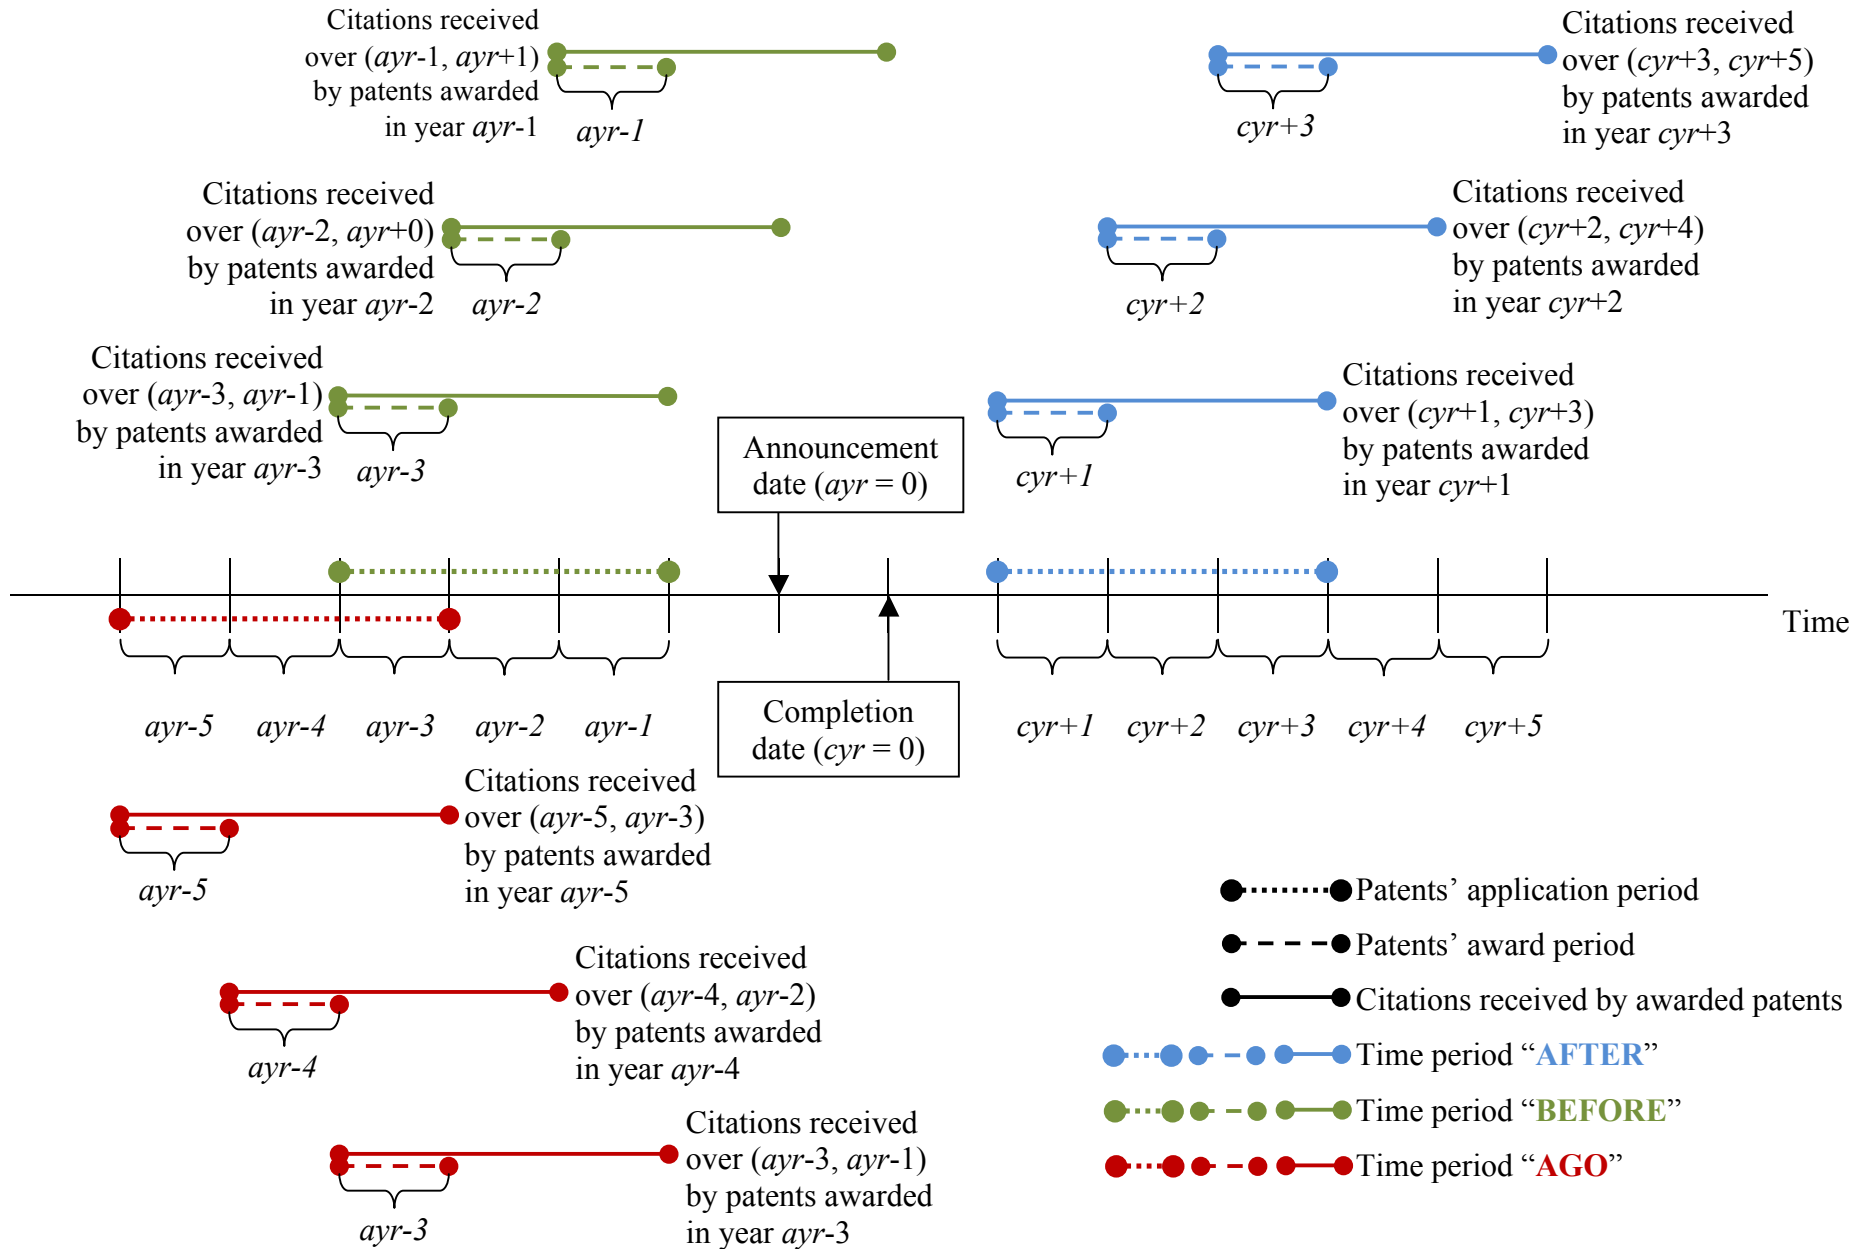 Citations received
over (ayr-1, ayr+1)
by patents awarded
in year ayr-1
ayr-1
Citations received
over (cyr+3, cyr+5)
by patents awarded
in year cyr+3
cyr+3
Citations received
over (ayr-2, ayr+0)
by patents awarded
in year ayr-2
ayr-2
Citations received
over (cyr+2, cyr+4)
by patents awarded
in year cyr+2
cyr+2
Citations received
over (ayr-3, ayr-1)
by patents awarded
in year ayr-3
ayr-3
Announcement
date (ayr = 0)
Citations received
over (cyr+1, cyr+3)
by patents awarded
in year cyr+1
cyr+1
Time
ayr-5 ayr-4 ayr-3 ayr-2 ayr-1
Completion
date (cyr = 0)
cyr+1 cyr+2 cyr+3 cyr+4 cyr+5
Citations received
over (ayr-5, ayr-3)
by patents awarded
in year ayr-5
ayr-5
Citations received
over (ayr-4, ayr-2)
by patents awarded
in year ayr-4
ayr-4
Citations received
over (ayr-3, ayr-1)
by patents awarded
in year ayr-3
ayr-3
Patents’ application period
Patents’ award period
Citations received by awarded patents
Time period “AFTER”
Time period “BEFORE”
Time period “AGO”